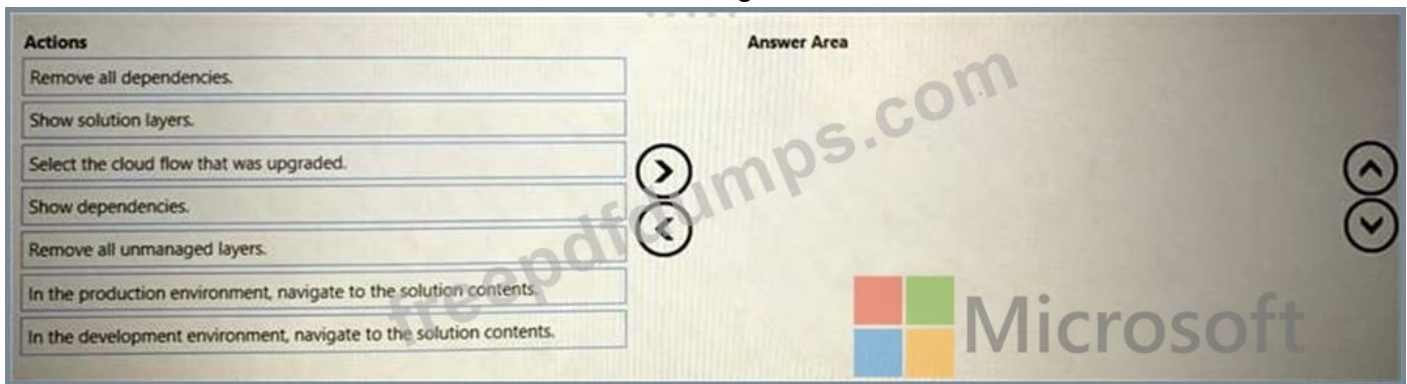 Actions
Answer Area
Remove all dependencies.
Show solution layers.
Select the cloud flow that was upgraded.
Show dependencies.
Remove all unmanaged layers.
In the production environment, navigate to the solution contents.
In the development environment, navigate to the solution contents.
freepdfdumps.com
Microsoft